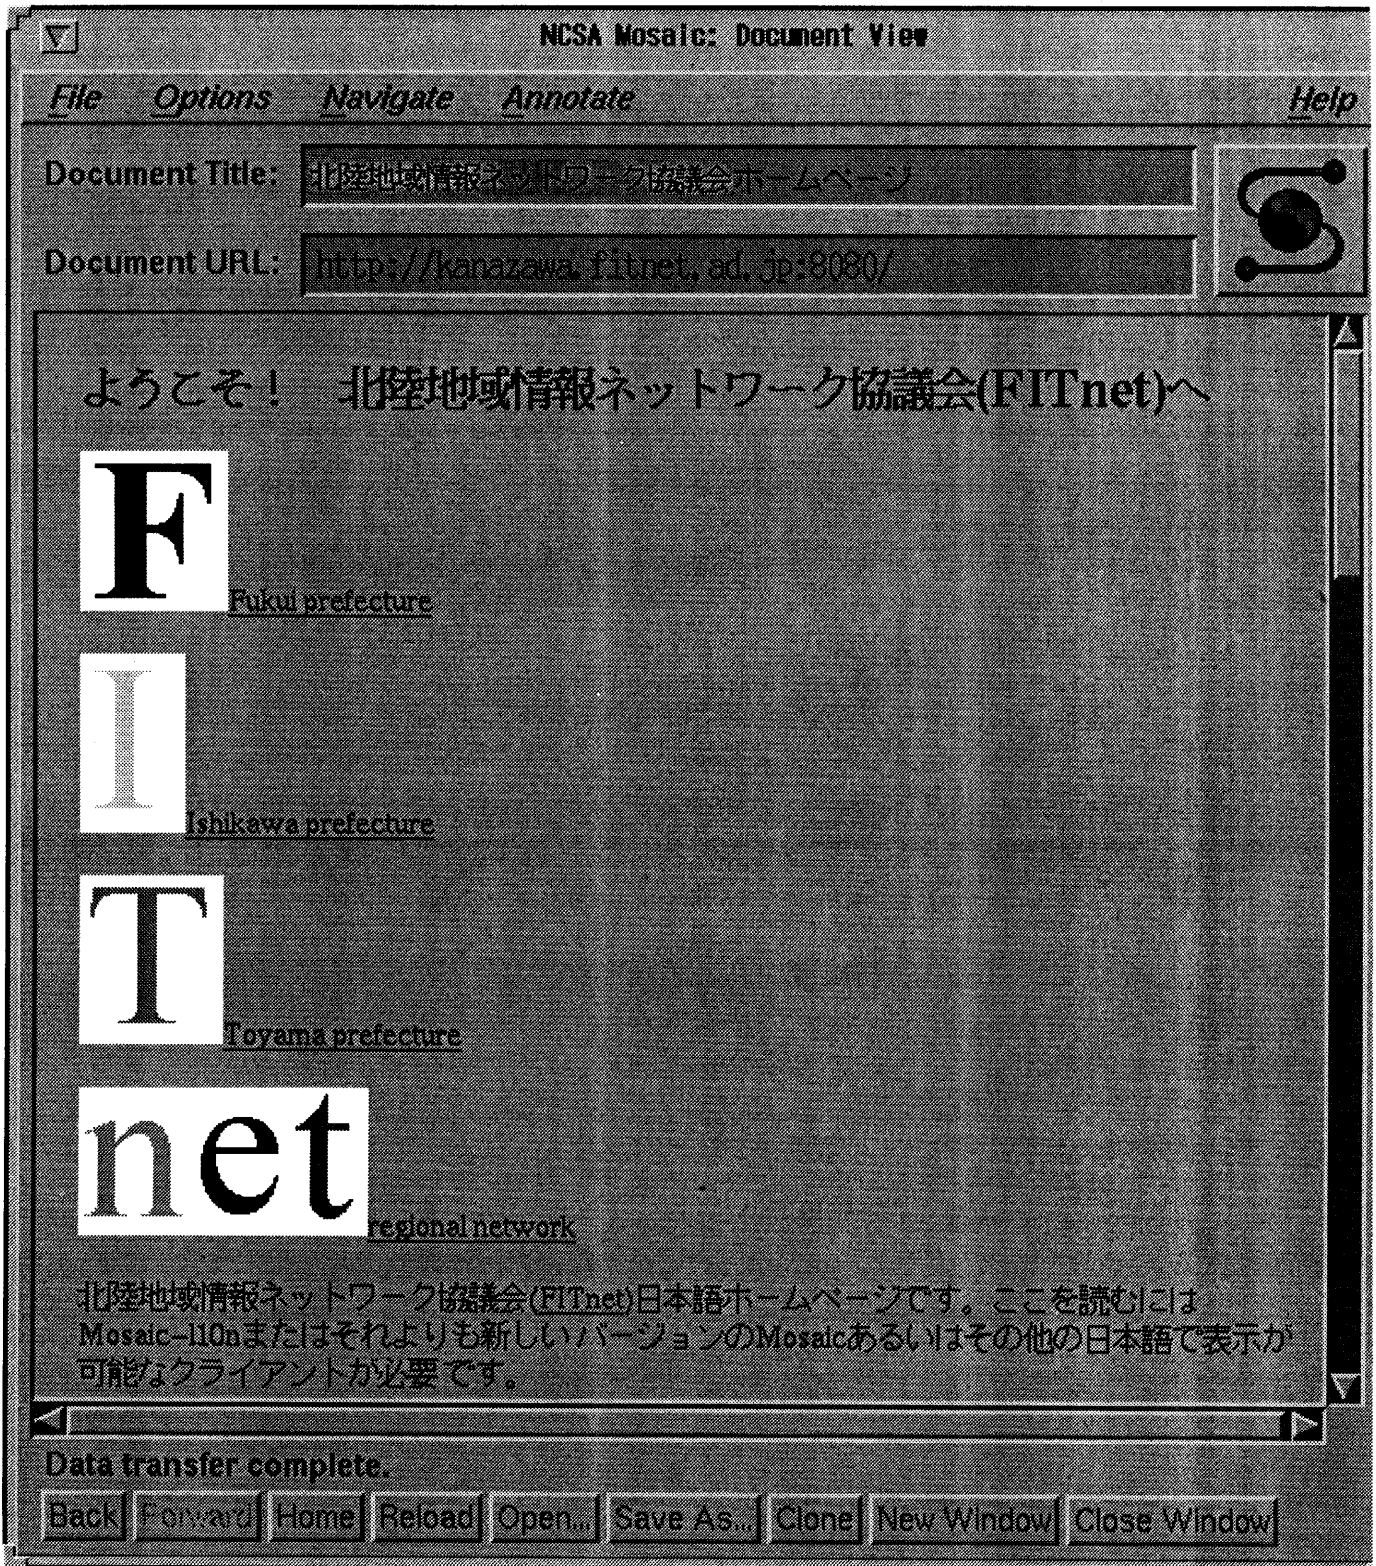 NCSA Mosaic: Document View
File Options Navigate Annotate Help
Document Title: 北陸地域情報ネットワーク協議会ホームページ
Document URL: http://kanazawa.fitnet.ad.jp:8080/
ようこそ！ 北陸地域情報ネットワーク協議会(FITnet)へ
F Fukui prefecture
I Ishikawa prefecture
T Toyama prefecture
net regional network
北陸地域情報ネットワーク協議会(FITnet)日本語ホームページです。ここを読むには
Mosaic-l10nまたはそれよりも新しいバージョンのMosaicあるいはその他の日本語で表示が
可能なクライアントが必要です。
Data transfer complete.
Back Forward Home Reload Open... Save As... Clone New Window Close Window